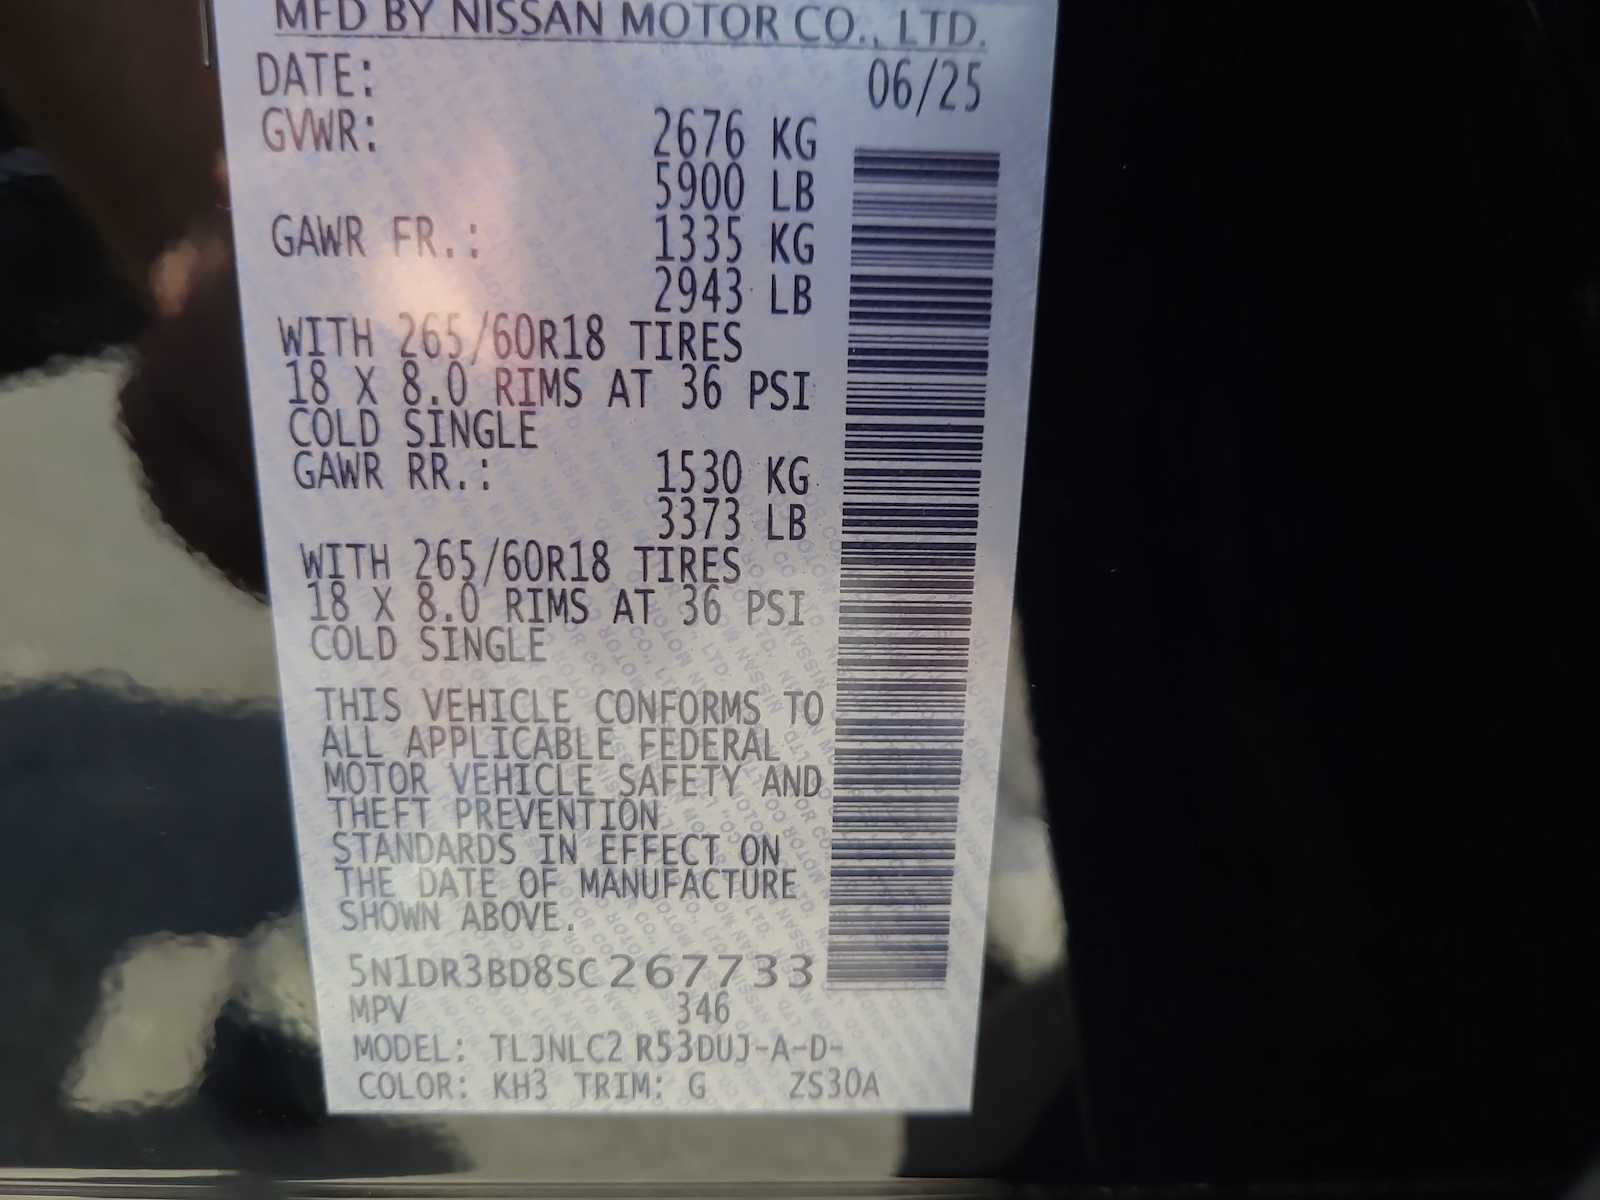 MFD BY NISSAN MOTOR CO., LTD.
DATE: 06/25
GVWR: 2676 KG
5900 LB
GAWR FR.: 1335 KG
2943 LB
WITH 265/60R18 TIRES
18 X 8.0 RIMS AT 36 PSI
COLD SINGLE
GAWR RR.: 1530 KG
3373 LB
WITH 265/60R18 TIRES
18 X 8.0 RIMS AT 36 PSI
COLD SINGLE
THIS VEHICLE CONFORMS TO
ALL APPLICABLE FEDERAL
MOTOR VEHICLE SAFETY AND
THEFT PREVENTION
STANDARDS IN EFFECT ON
THE DATE OF MANUFACTURE
SHOWN ABOVE.
5N1DR3BD8SC267733
MPV 346
MODEL: TLJNLC2 R53DUJ-A-D-
COLOR: KH3 TRIM: G ZS30A